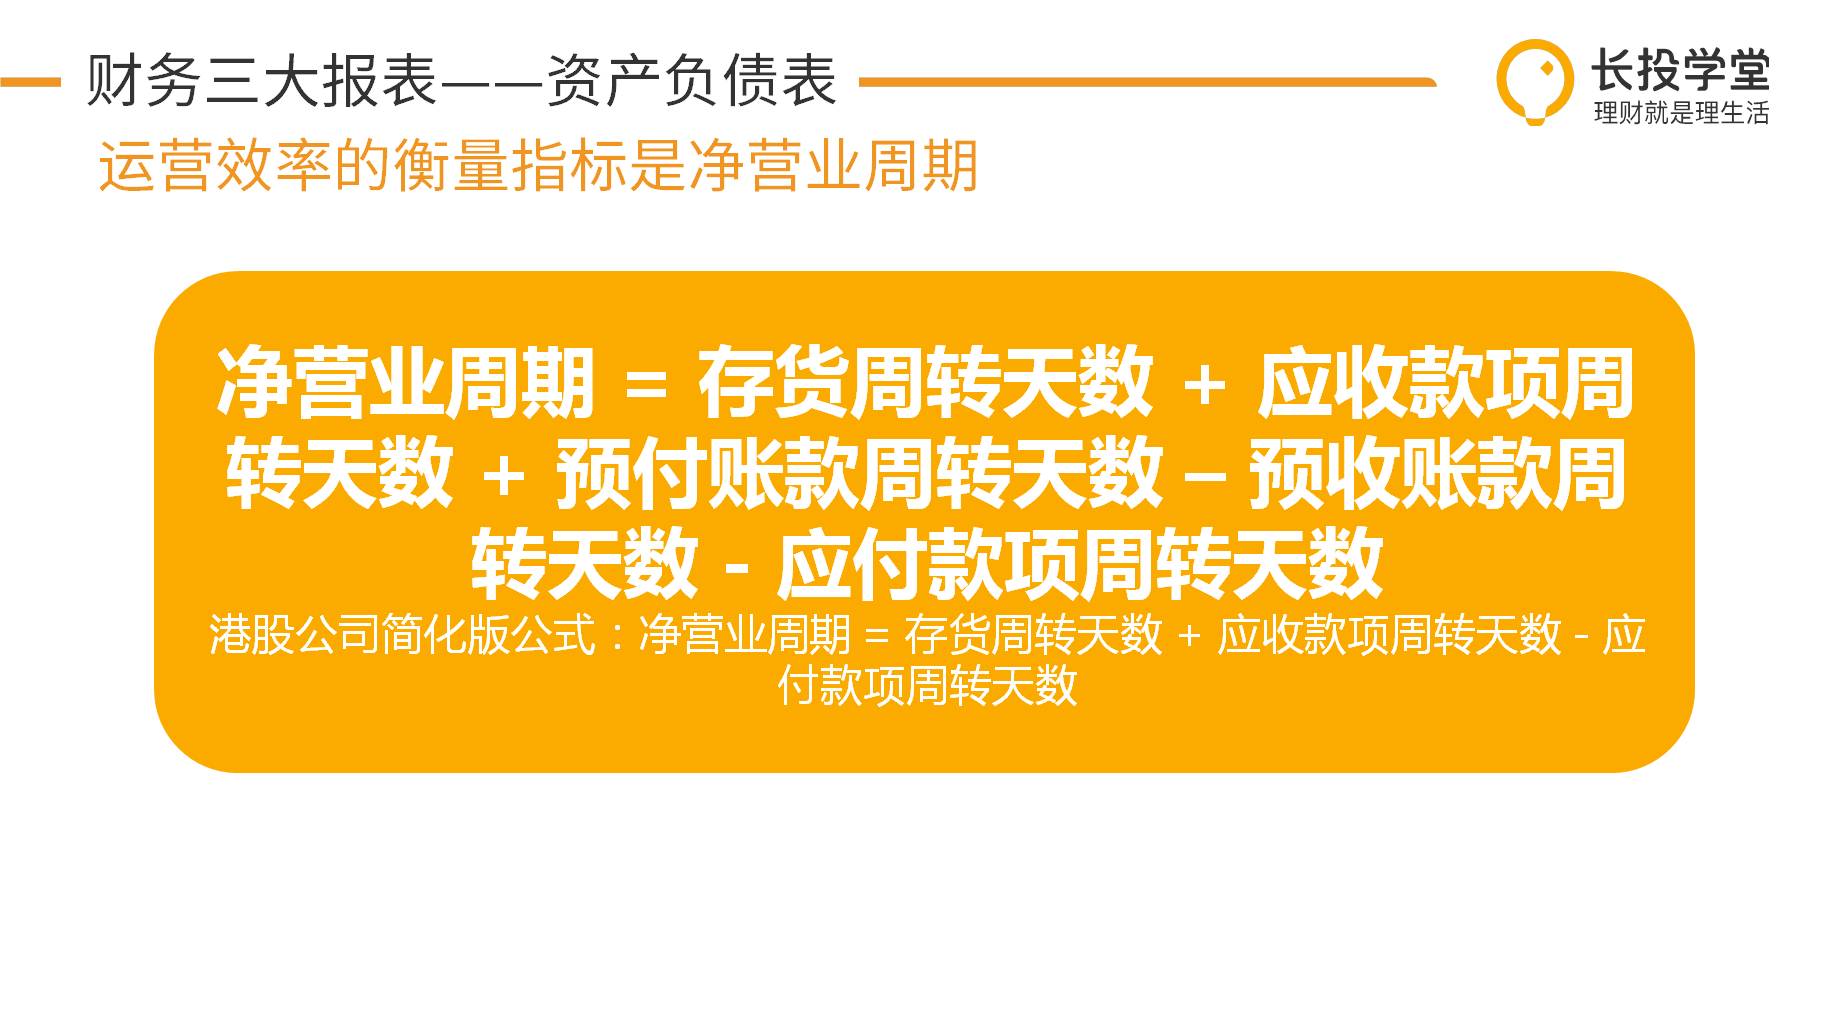 财务三大报表——资产负债表
长投学堂
理财就是理生活
运营效率的衡量指标是净营业周期
净营业周期 = 存货周转天数 + 应收款项周
转天数 + 预付账款周转天数 – 预收账款周
转天数 - 应付款项周转天数
港股公司简化版公式：净营业周期 = 存货周转天数 + 应收款项周转天数 - 应
付款项周转天数